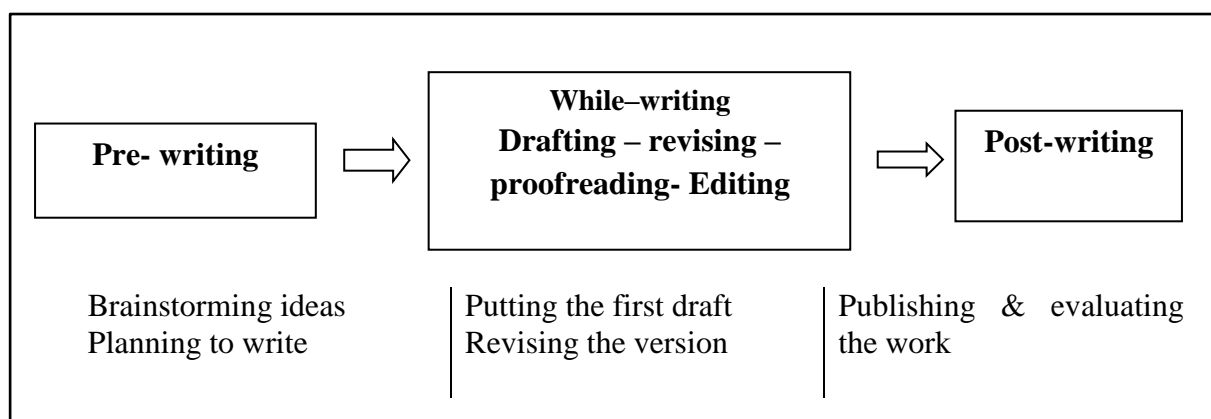 Pre- writing
While–writing
Drafting – revising –
proofreading- Editing
Post-writing
Brainstorming ideas
Planning to write
Putting the first draft
Revising the version
Publishing & evaluating
the work